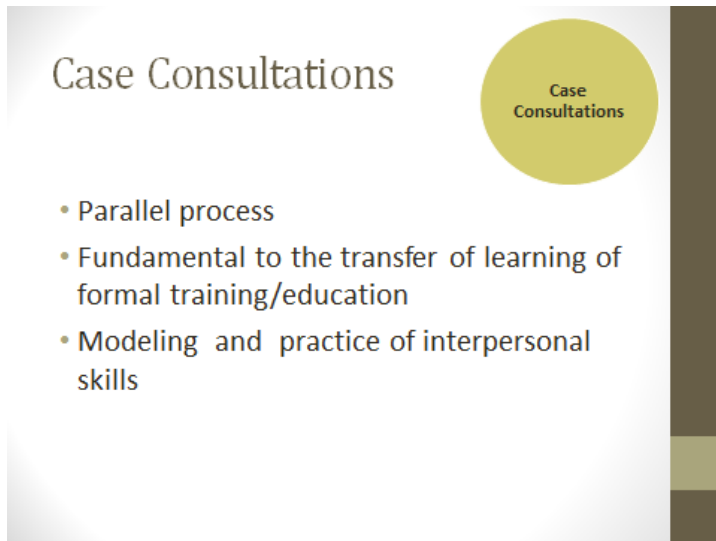 Case Consultations
Case
Consultations
• Parallel process
• Fundamental to the transfer of learning of
formal training/education
• Modeling and practice of interpersonal
skills